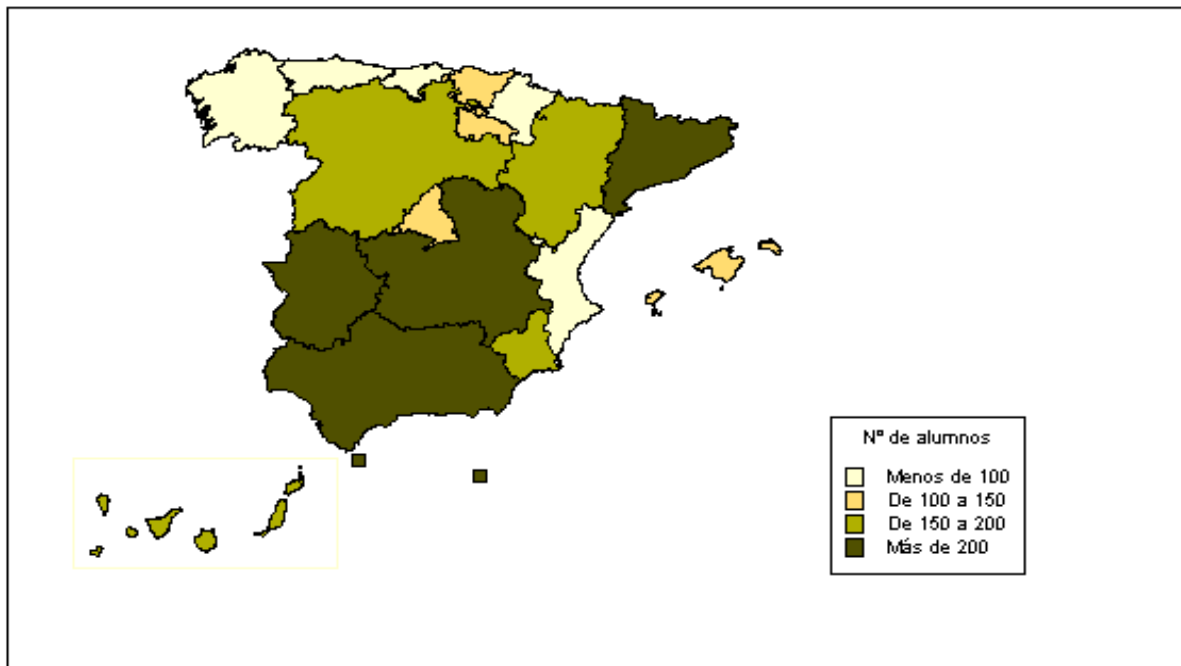 Nº de alumnos
Menos de 100
De 100 a 150
De 150 a 200
Más de 200